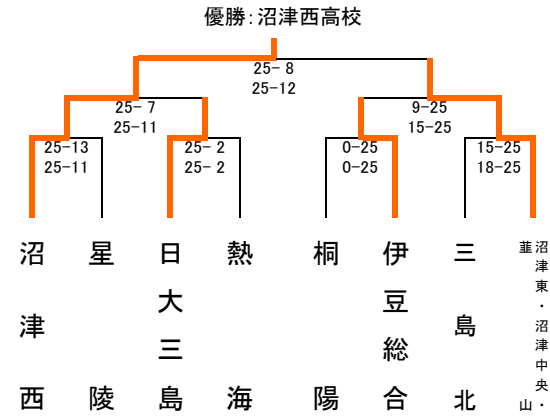 優勝：沼津西高校
25- 8
25-12
25- 7
25-11
9-25
15-25
25-13
25-11
25- 2
25- 2
0-25
0-25
15-25
18-25
沼津西
星陵
日大三島
熱海
桐陽
伊豆総合
三島北
沼津東・沼津中央・
韮山